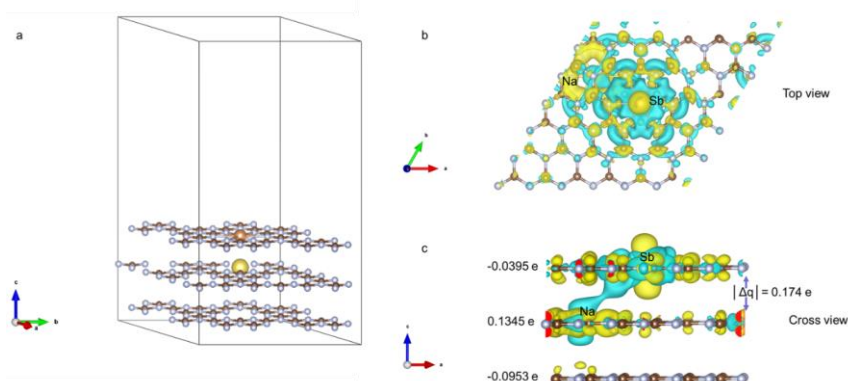 a
b
Na
Sb
Top view
b
a
c
b
a
c
-0.0395 e
Sb
|Δq| = 0.174 e
Na
0.1345 e
Cross view
c
a
-0.0953 e